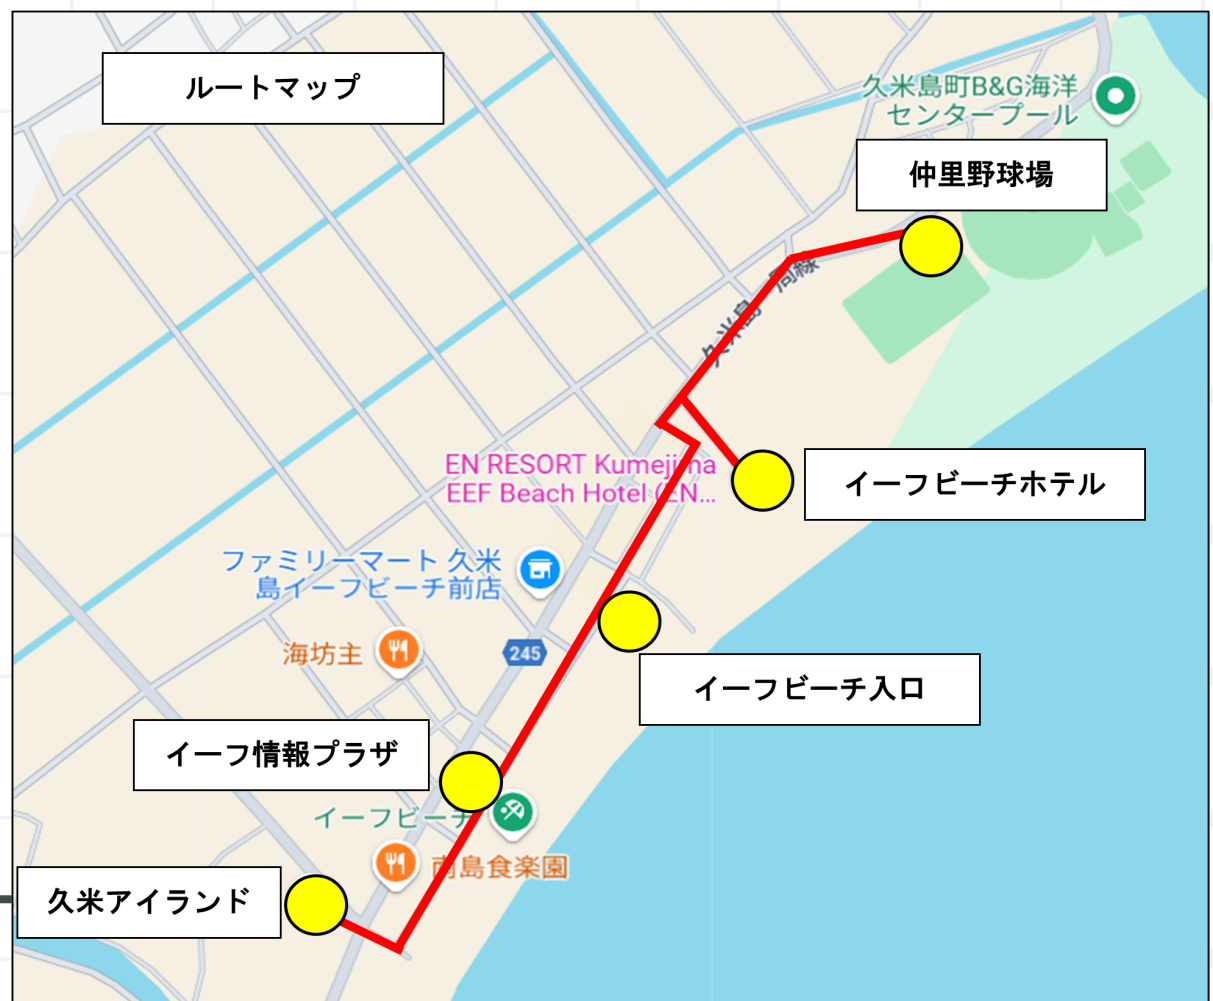 ルートマップ
久米島町B&G海洋
センタープール
仲里野球場
久米島一周線
EN RESORT Kumejima
EEF Beach Hotel (EN...
イーフビーチホテル
ファミリーマート 久米
島イーフビーチ前店
海坊主
245
イーフビーチ入口
イーフ情報プラザ
イーフビーチ
南島食楽園
久米アイランド